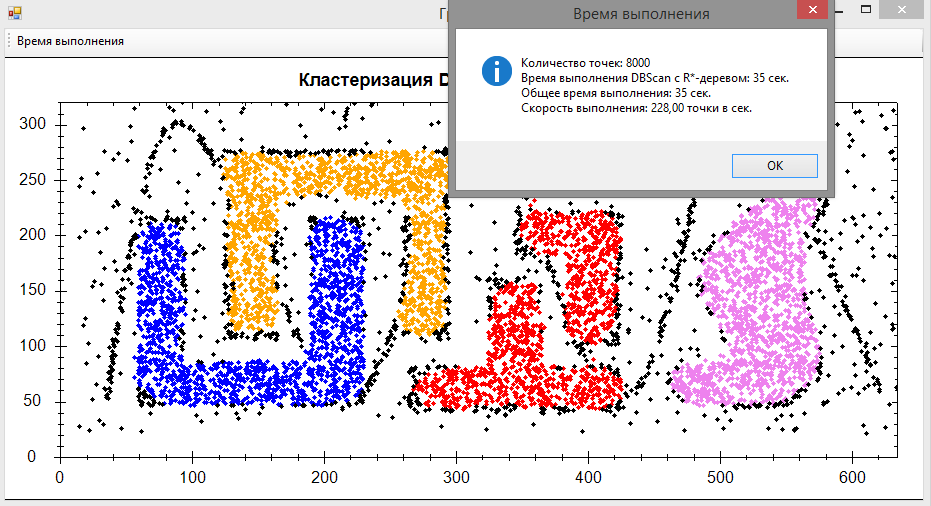 Гр
Время выполнения
Время выполнения
Количество точек: 8000
Время выполнения DBScan с R*-деревом: 35 сек.
Общее время выполнения: 35 сек.
Скорость выполнения: 228,00 точки в сек.
OK
Кластеризация D
300
250
200
150
100
50
0
0 100 200 300 400 500 600